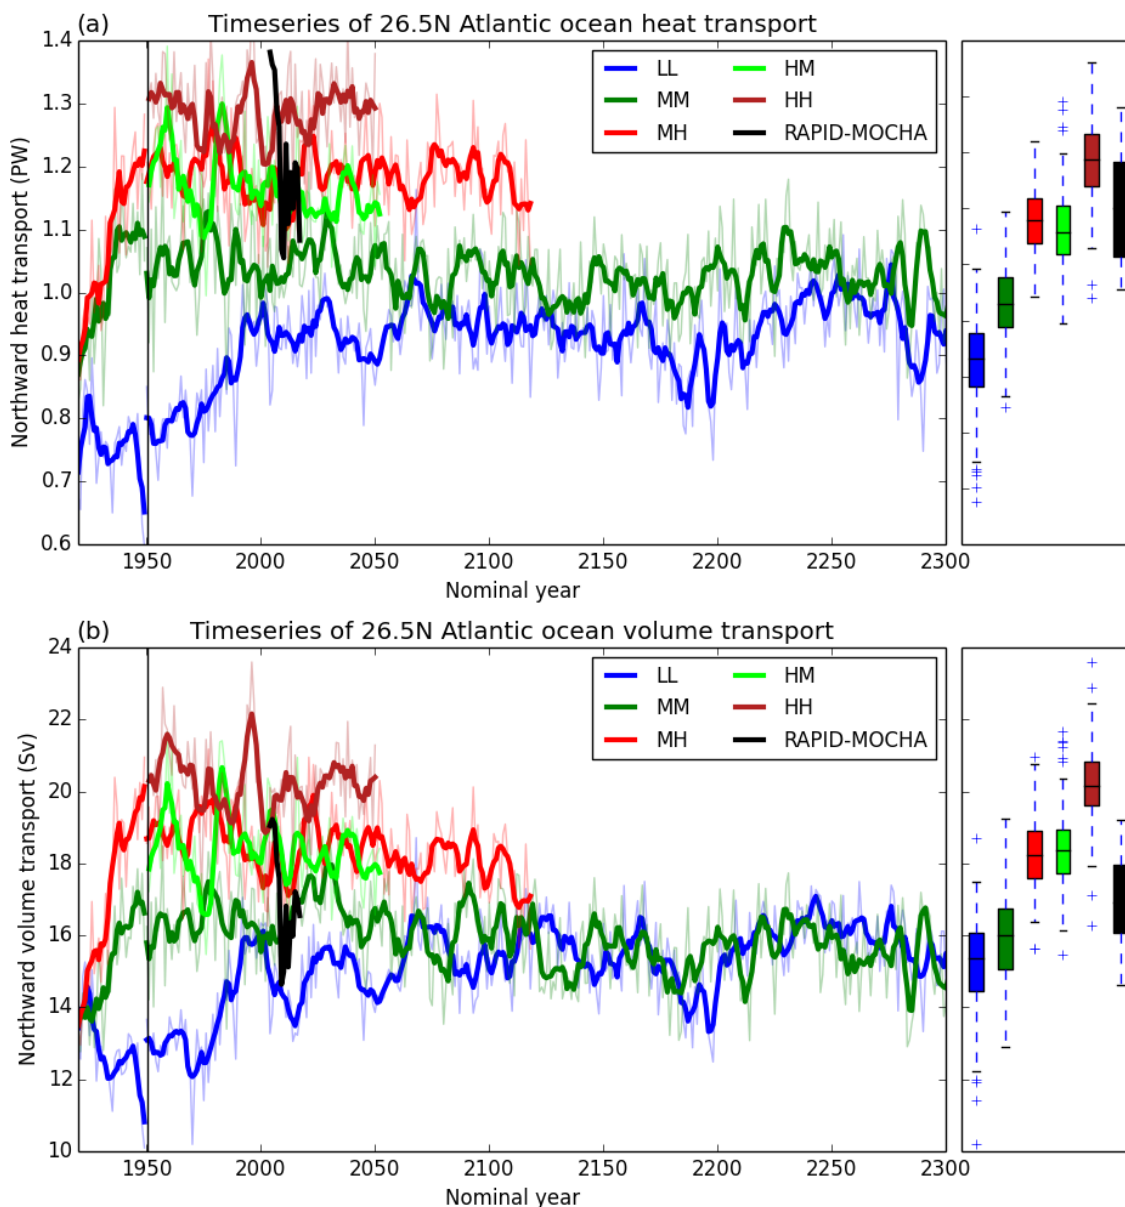 (a) Timeseries of 26.5N Atlantic ocean heat transport
1.4
1.3
1.2
1.1
1.0
0.9
0.8
0.7
0.6
Northward heat transport (PW)
LL HM
MM HH
MH RAPID-MOCHA
1950 2000 2050 2100 2150 2200 2250 2300
Nominal year
(b) Timeseries of 26.5N Atlantic ocean volume transport
24
22
20
18
16
14
12
10
Northward volume transport (Sv)
LL HM
MM HH
MH RAPID-MOCHA
1950 2000 2050 2100 2150 2200 2250 2300
Nominal year